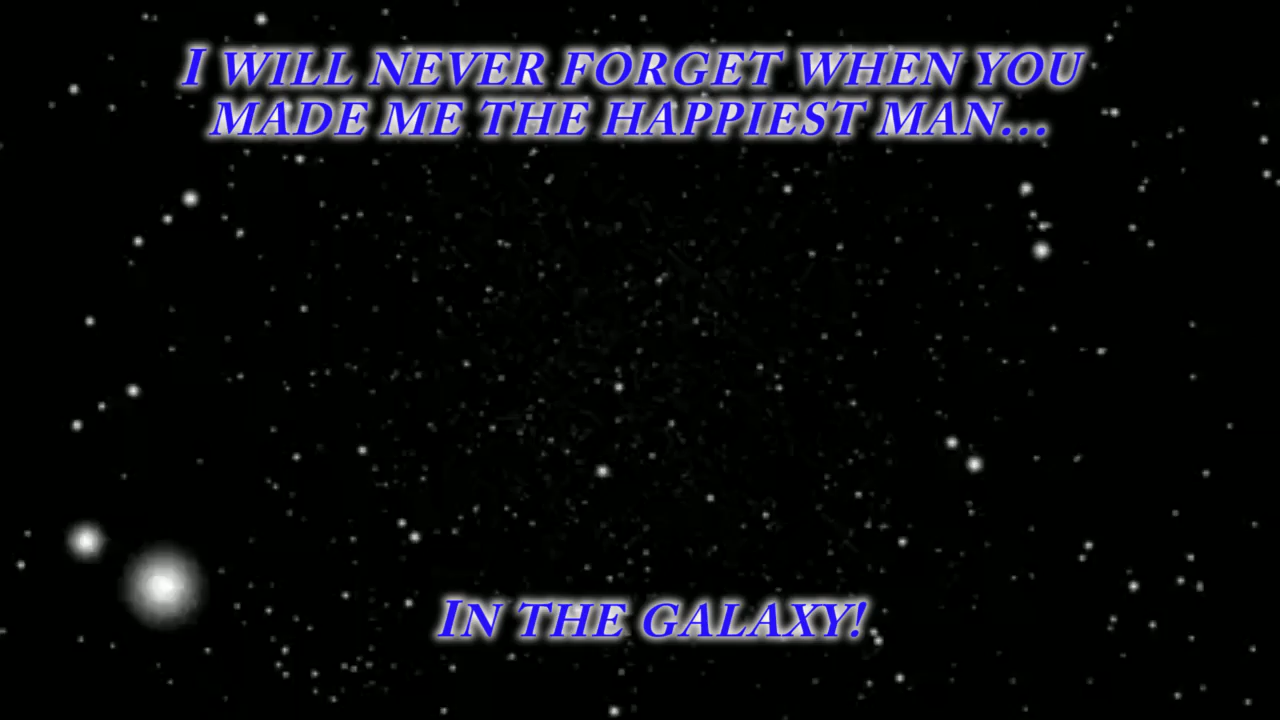 I WILL NEVER FORGET WHEN YOU
MADE ME THE HAPPIEST MAN...
IN THE GALAXY!